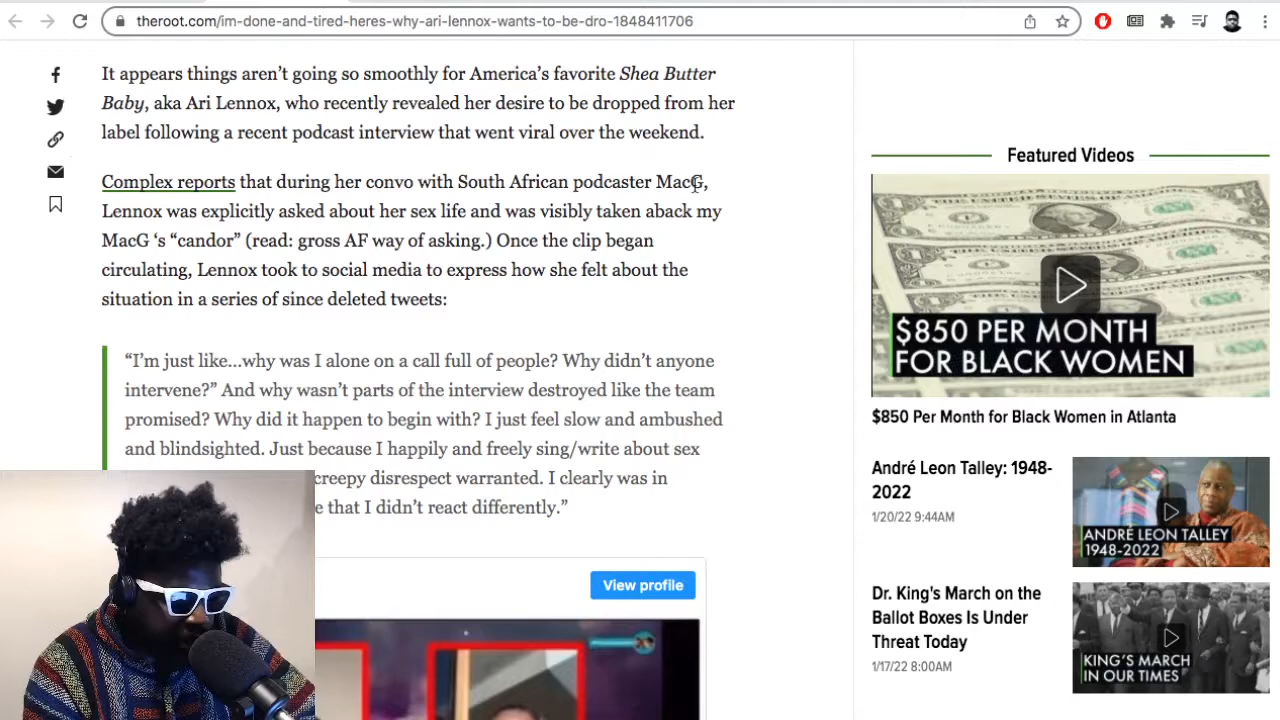 theroot.com/im-done-and-tired-heres-why-ari-lennox-wants-to-be-dro-1848411706
It appears things aren’t going so smoothly for America’s favorite Shea Butter
Baby, aka Ari Lennox, who recently revealed her desire to be dropped from her
label following a recent podcast interview that went viral over the weekend.
Complex reports that during her convo with South African podcaster MacG,
Lennox was explicitly asked about her sex life and was visibly taken aback my
MacG ‘s “candor” (read: gross AF way of asking.) Once the clip began
circulating, Lennox took to social media to express how she felt about the
situation in a series of since deleted tweets:
“I’m just like…why was I alone on a call full of people? Why didn’t anyone
intervene?” And why wasn’t parts of the interview destroyed like the team
promised? Why did it happen to begin with? I just feel slow and ambushed
and blindsighted. Just because I happily and freely sing/write about sex
creepy disrespect warranted. I clearly was in
e that I didn’t react differently.”
View profile
Featured Videos
$850 PER MONTH
FOR BLACK WOMEN
$850 Per Month for Black Women in Atlanta
André Leon Talley: 1948-
2022
1/20/22 9:44AM
ANDRÉ LEON TALLEY
1948-2022
Dr. King's March on the
Ballot Boxes Is Under
Threat Today
1/17/22 8:00AM
KING'S MARCH
IN OUR TIMES